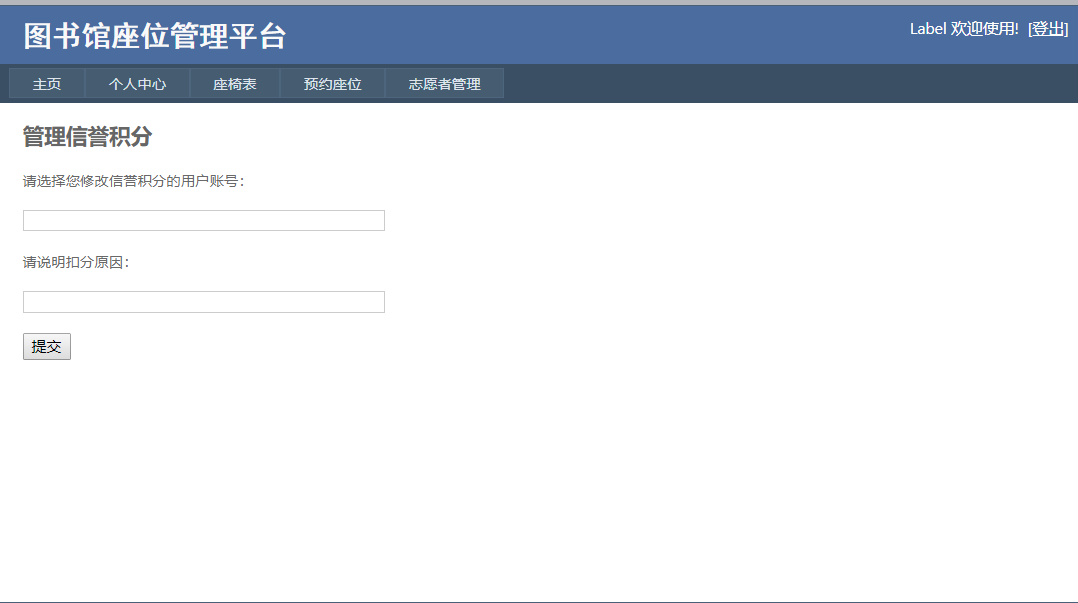 图书馆座位管理平台
Label 欢迎使用! [登出]
主页 个人中心 座椅表 预约座位 志愿者管理
管理信誉积分
请选择您修改信誉积分的用户账号:
请说明扣分原因:
提交